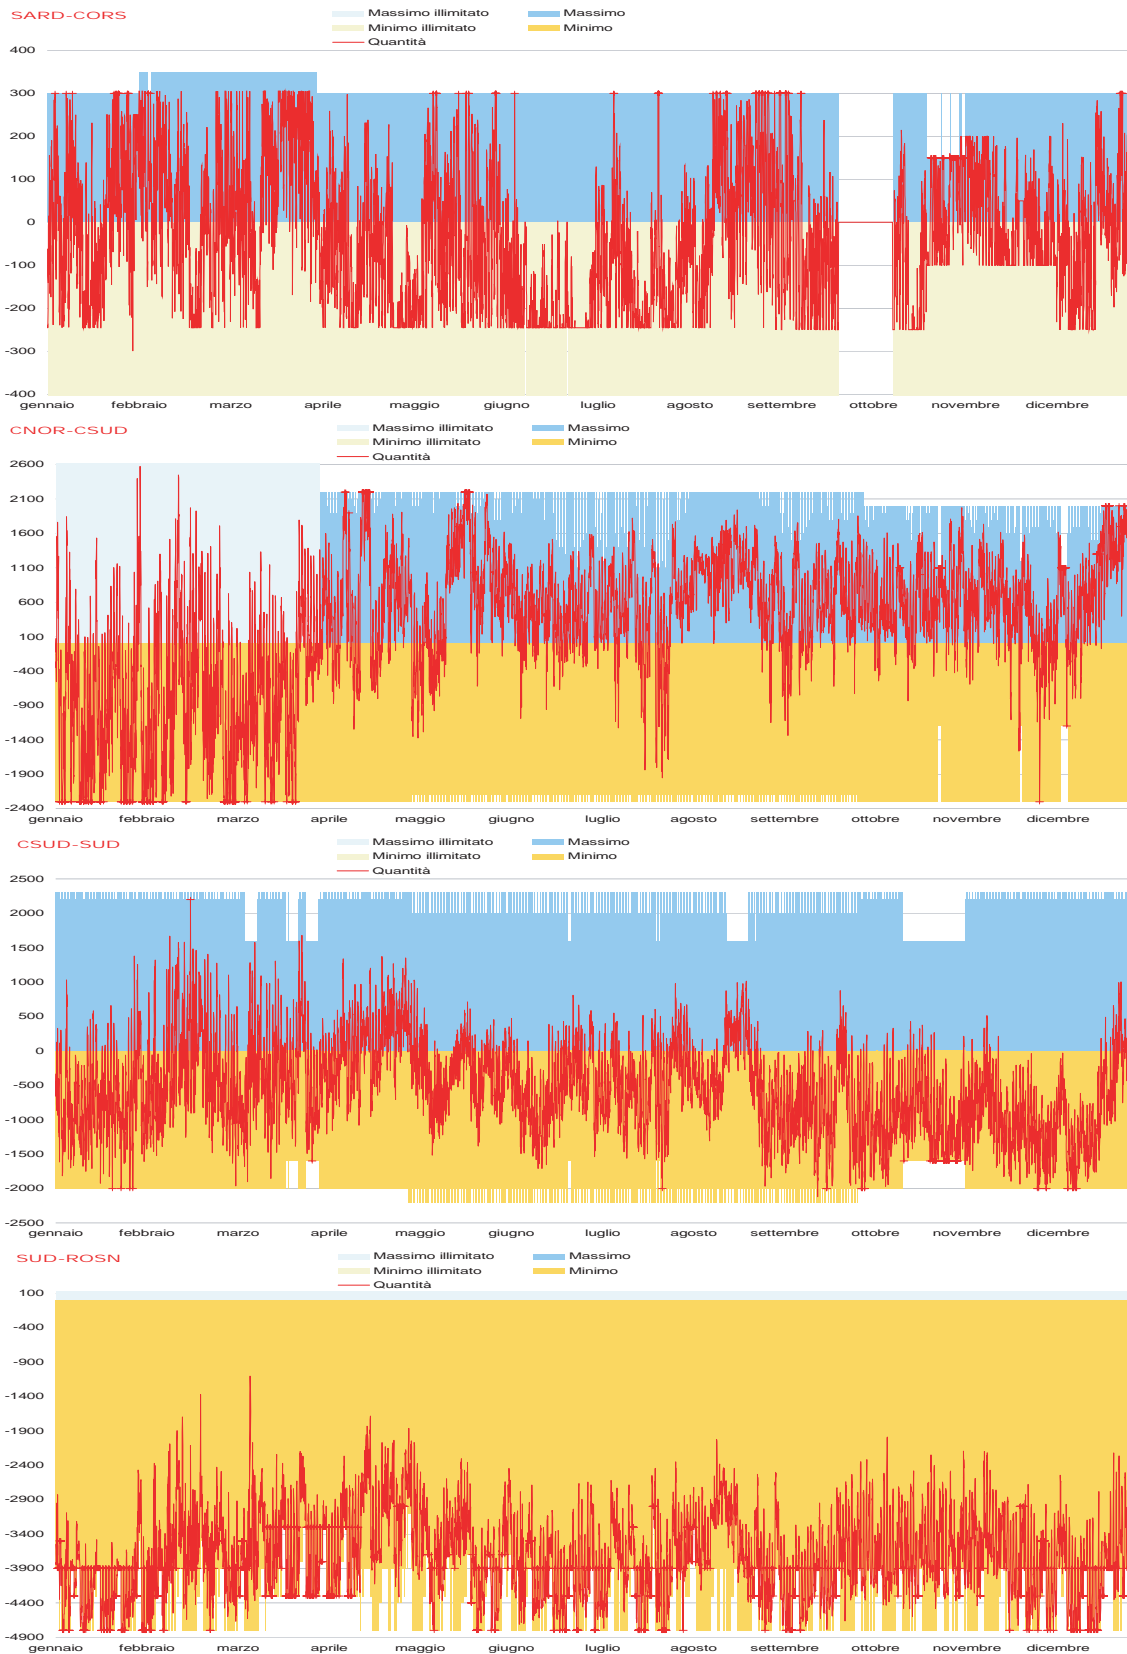 SARD-CORS
Massimo illimitato Massimo
Minimo illimitato Minimo
Quantità
400
300
200
100
0
-100
-200
-300
-400
gennaio febbraio marzo aprile maggio giugno luglio agosto settembre ottobre novembre dicembre
CNOR-CSUD
Massimo illimitato Massimo
Minimo illimitato Minimo
Quantità
2600
2100
1600
1100
600
100
-400
-900
-1400
-1900
-2400
gennaio febbraio marzo aprile maggio giugno luglio agosto settembre ottobre novembre dicembre
CSUD-SUD
Massimo illimitato Massimo
Minimo illimitato Minimo
Quantità
2500
2000
1500
1000
500
0
-500
-1000
-1500
-2000
-2500
gennaio febbraio marzo aprile maggio giugno luglio agosto settembre ottobre novembre dicembre
SUD-ROSN
Massimo illimitato Massimo
Minimo illimitato Minimo
Quantità
100
-400
-900
-1400
-1900
-2400
-2900
-3400
-3900
-4400
-4900
gennaio febbraio marzo aprile maggio giugno luglio agosto settembre ottobre novembre dicembre